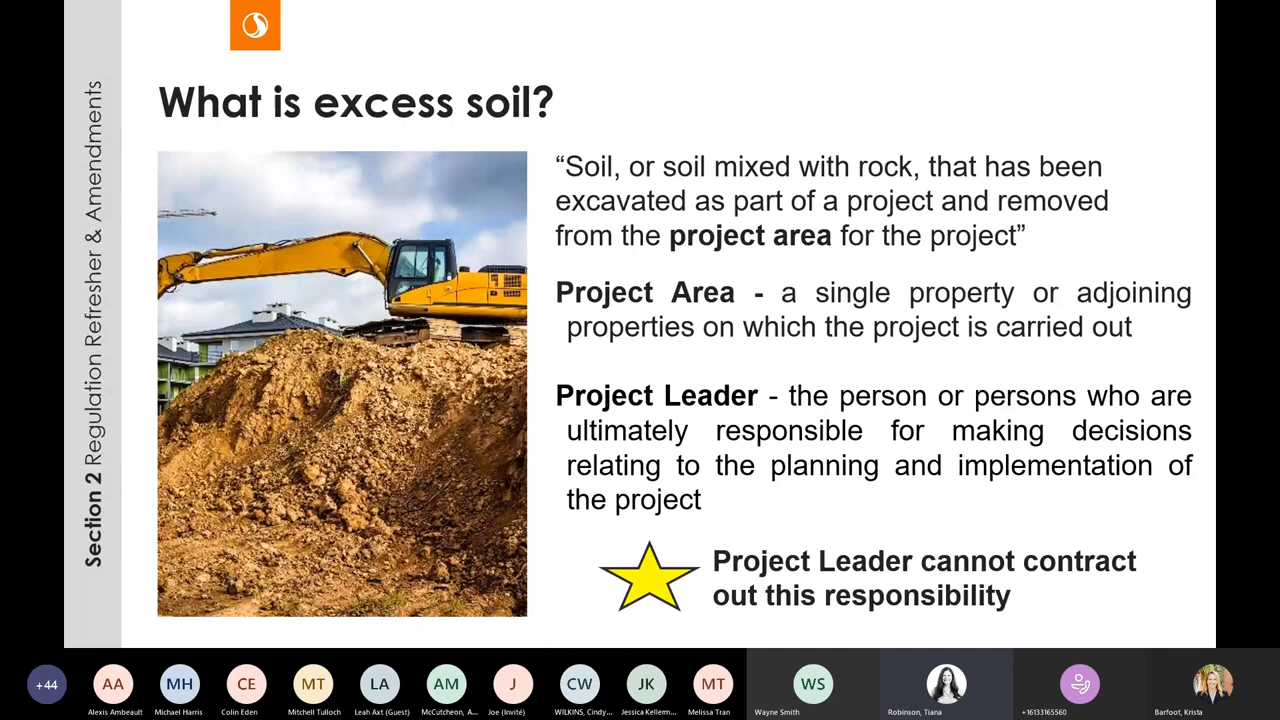 Section 2 Regulation Refresher & Amendments
What is excess soil?
“Soil, or soil mixed with rock, that has been
excavated as part of a project and removed
from the project area for the project”
Project Area - a single property or adjoining
properties on which the project is carried out
Project Leader - the person or persons who are
ultimately responsible for making decisions
relating to the planning and implementation of
the project
Project Leader cannot contract
out this responsibility
+44 AA MH CE MT LA AM J CW JK MT WS
Alexis Ambeault Michael Harris Colin Eden Mitchell Tulloch Leah Axt (Guest) McCutcheon, A... Joe (Invité) WILKINS, Cindy... Jessica Kellem... Melissa Tran Wayne Smith Robinson, Tiana +16133165560 Barfoot, Krista